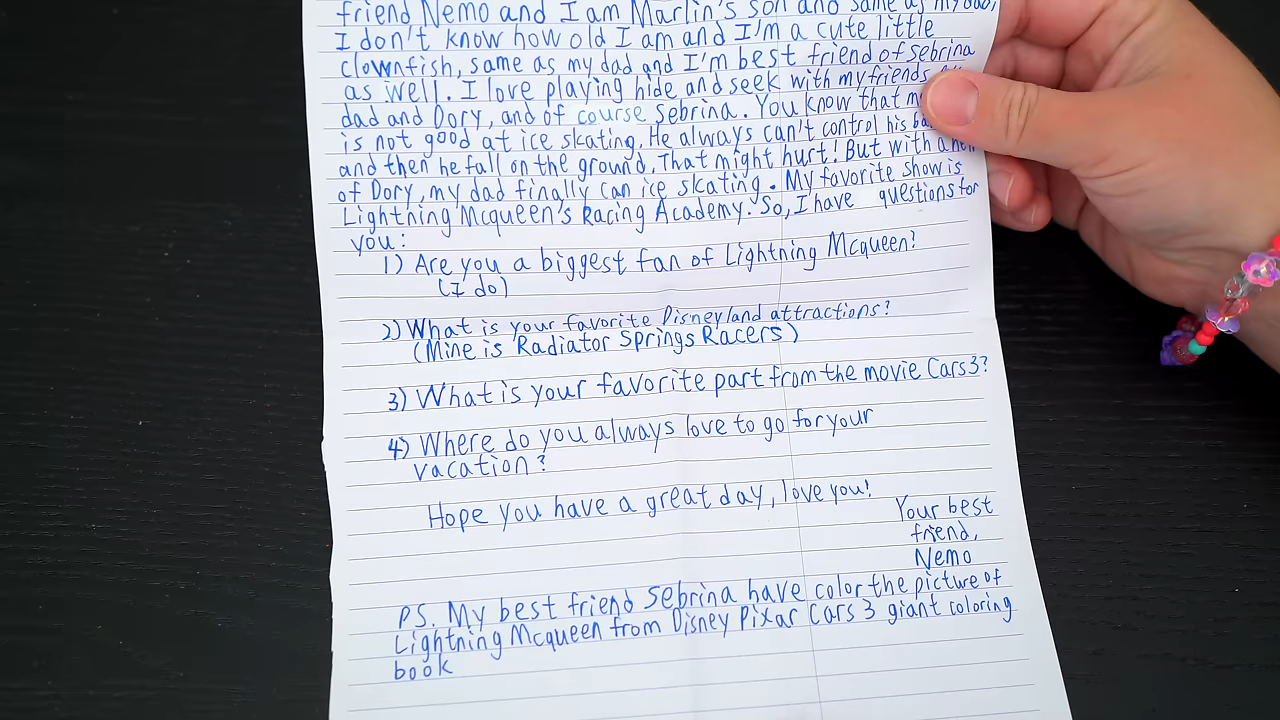 friend Nemo and I am Marlin's son and same as my dad,
I don't know how old I am and I'm a cute little
clownfish, same as my dad and I'm best friend of sebrina
as well. I love playing hide and seek with my friends
dad and Dory, and of course Sebrina. You know that
is not good at ice skating. He always can't control his
and then he fall on the ground. That might hurt! But with a
of Dory, my dad finally can ice skating. My favorite show is
Lightning Mcqueen's Racing Academy. So, I have questions for
you:
1) Are you a biggest fan of Lightning Mcqueen?
(I do)
2) What is your favorite Disneyland attractions?
(Mine is Radiator Springs Racers)
3) What is your favorite part from the movie Cars 3?
4) Where do you always love to go for your
vacation?
Hope you have a great day, love you!
Your best
friend,
Nemo
PS. My best friend Sebrina have color the picture of
Lightning Mcqueen from Disney Pixar Cars 3 giant coloring
book